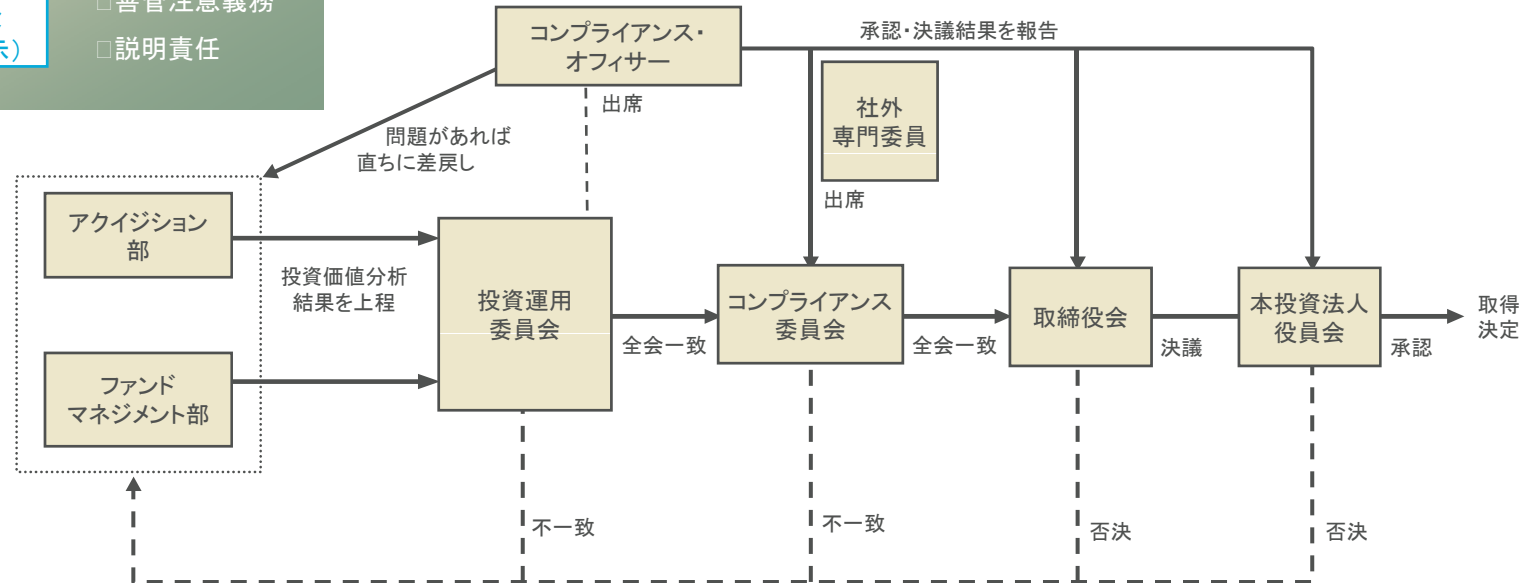 善管注意義務
示）
説明責任
コンプライアンス・
オフィサー
承認・決議結果を報告
出席
社外
専門委員
問題があれば
直ちに差戻し
出席
アクイジション
部
投資価値分析
結果を上程
投資運用
委員会
全会一致
コンプライアンス
委員会
全会一致
取締役会
決議
本投資法人
役員会
承認
取得
決定
ファンド
マネジメント部
不一致
不一致
否決
否決